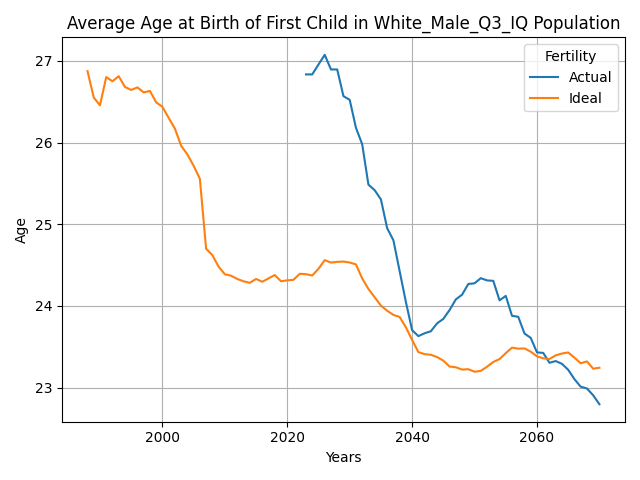 Average Age at Birth of First Child in White_Male_Q3_IQ Population
Fertility
Actual
Ideal
Age
27
26
25
24
23
2000
2020
2040
2060
Years